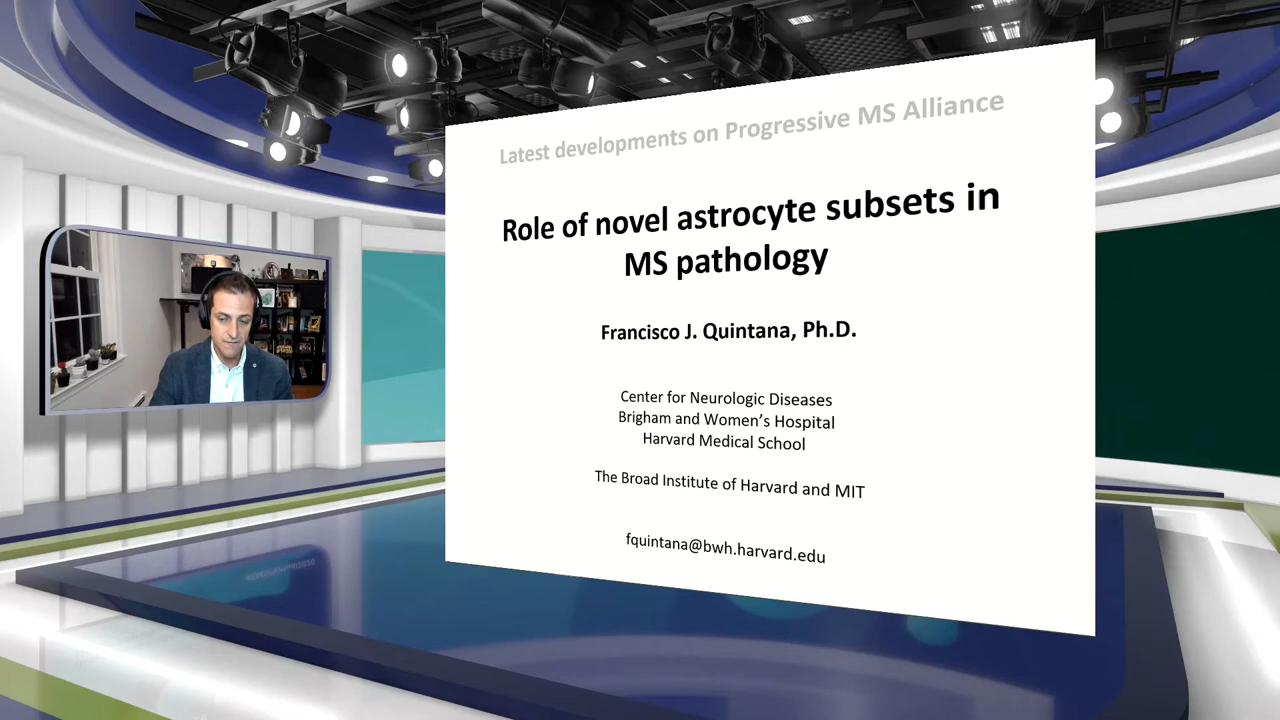 Latest developments on Progressive MS Alliance
Role of novel astrocyte subsets in
MS pathology
Francisco J. Quintana, Ph.D.
Center for Neurologic Diseases
Brigham and Women's Hospital
Harvard Medical School
The Broad Institute of Harvard and MIT
fquintana@bwh.harvard.edu